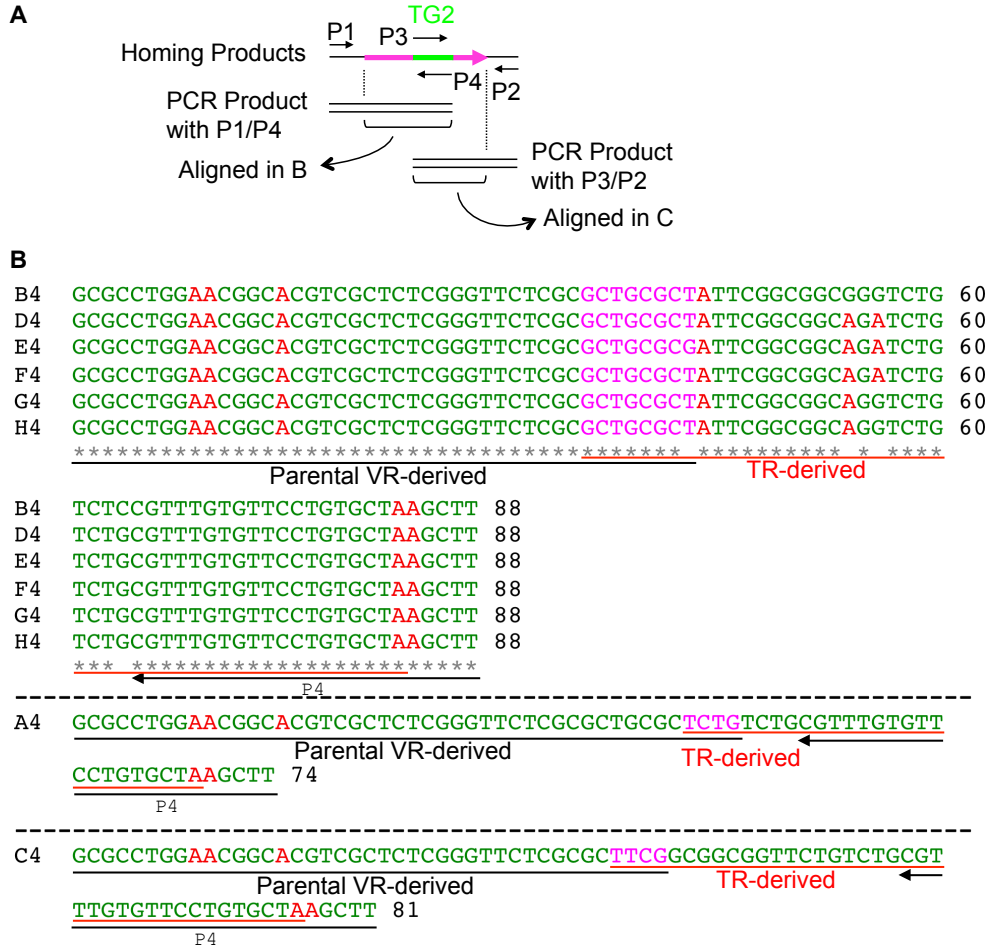 A
TG2
P1 P3
Homing Products
P4 P2
PCR Product
with P1/P4
Aligned in B
PCR Product
with P3/P2
Aligned in C
B
B4 GCGCCTGGAACGGCACGTCGCTCTCGGGTTCTCGCGCTGCGCTATTCGGCGGCGGGTCTG 60
D4 GCGCCTGGAACGGCACGTCGCTCTCGGGTTCTCGCGCTGCGCTATTCGGCGGCAGATCTG 60
E4 GCGCCTGGAACGGCACGTCGCTCTCGGGTTCTCGCGCTGCGCGATTCGGCGGCAGATCTG 60
F4 GCGCCTGGAACGGCACGTCGCTCTCGGGTTCTCGCGCTGCGCTATTCGGCGGCAGATCTG 60
G4 GCGCCTGGAACGGCACGTCGCTCTCGGGTTCTCGCGCTGCGCTATTCGGCGGCAGGTCTG 60
H4 GCGCCTGGAACGGCACGTCGCTCTCGGGTTCTCGCGCTGCGCTATTCGGCGGCAGGTCTG 60
****************************************** ********** * ****
Parental VR-derived TR-derived
B4 TCTCCGTTTGTGTTCCTGTGCTAAGCTT 88
D4 TCTGCGTTTGTGTTCCTGTGCTAAGCTT 88
E4 TCTGCGTTTGTGTTCCTGTGCTAAGCTT 88
F4 TCTGCGTTTGTGTTCCTGTGCTAAGCTT 88
G4 TCTGCGTTTGTGTTCCTGTGCTAAGCTT 88
H4 TCTGCGTTTGTGTTCCTGTGCTAAGCTT 88
*** ************************
P4
A4 GCGCCTGGAACGGCACGTCGCTCTCGGGTTCTCGCGCTGCGCTCTGTCTGCGTTTGTGTT
Parental VR-derived TR-derived
CCTGTGCTAAGCTT 74
P4
C4 GCGCCTGGAACGGCACGTCGCTCTCGGGTTCTCGCGCTTCGGCGGCGGTTCTGTCTGCGT
Parental VR-derived TR-derived
TTGTGTTCCTGTGCTAAGCTT 81
P4